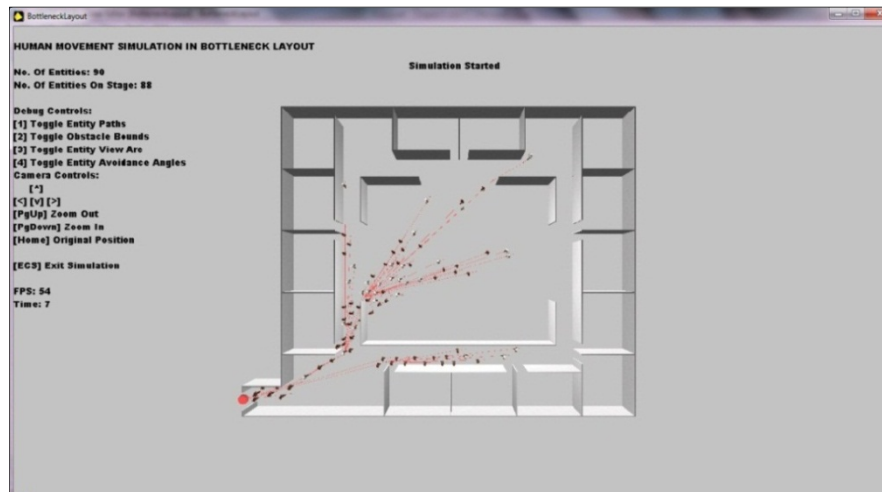 BottleneckLayout
HUMAN MOVEMENT SIMULATION IN BOTTLENECK LAYOUT
Simulation Started
No. Of Entities: 90
No. Of Entities On Stage: 88
Debug Controls:
[1] Toggle Entity Paths
[2] Toggle Obstacle Bounds
[3] Toggle Entity View Arc
[4] Toggle Entity Avoidance Angles
Camera Controls:
[^]
[<] [v] [>]
[PgUp] Zoom Out
[PgDown] Zoom In
[Home] Original Position
[ECS] Exit Simulation
FPS: 54
Time: 7